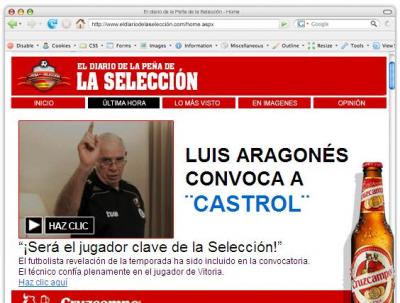 El diario de la Peña de la Selección - Home
http://www.eldiariodelaselección.com/home.aspx
Google
Disable Cookies CSS Forms Images Information Miscellaneous Outline Resize Tools
EL DIARIO DE LA PEÑA DE
LA SELECCIÓN
INICIO ÚLTIMA HORA LO MÁS VISTO EN IMAGENES OPINIÓN
LUIS ARAGONÉS
CONVOCA A
¨CASTROL¨
HAZ CLIC
“¡Será el jugador clave de la Selección!”
El futbolista revelación de la temporada ha sido incluido en la convocatoria.
El técnico confía plenamente en el jugador de Vitoria.
Haz clic aquí
Cruzcampo
Cruzcampo